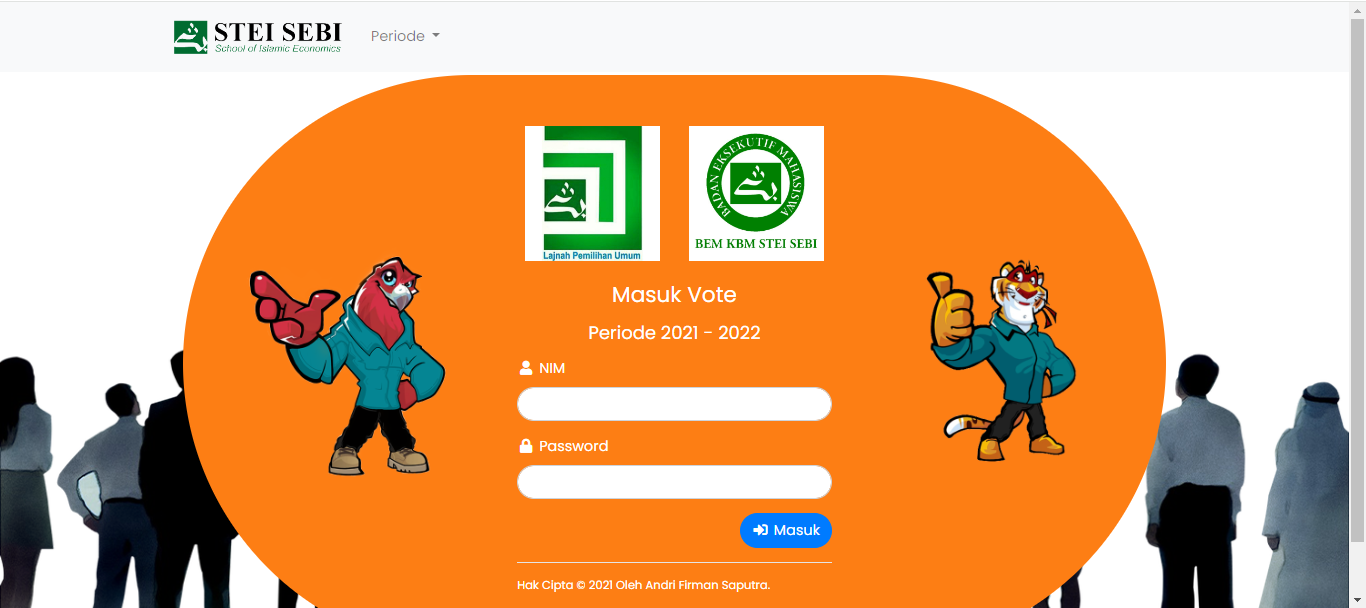 STEI SEBI
School of Islamic Economics
Periode
Lajnah Pemilihan Umum
BADAN EKSEKUTIF MAHASISWA
BEM KBM STEI SEBI
Masuk Vote
Periode 2021 - 2022
NIM
Password
Masuk
Hak Cipta © 2021 Oleh Andri Firman Saputra.